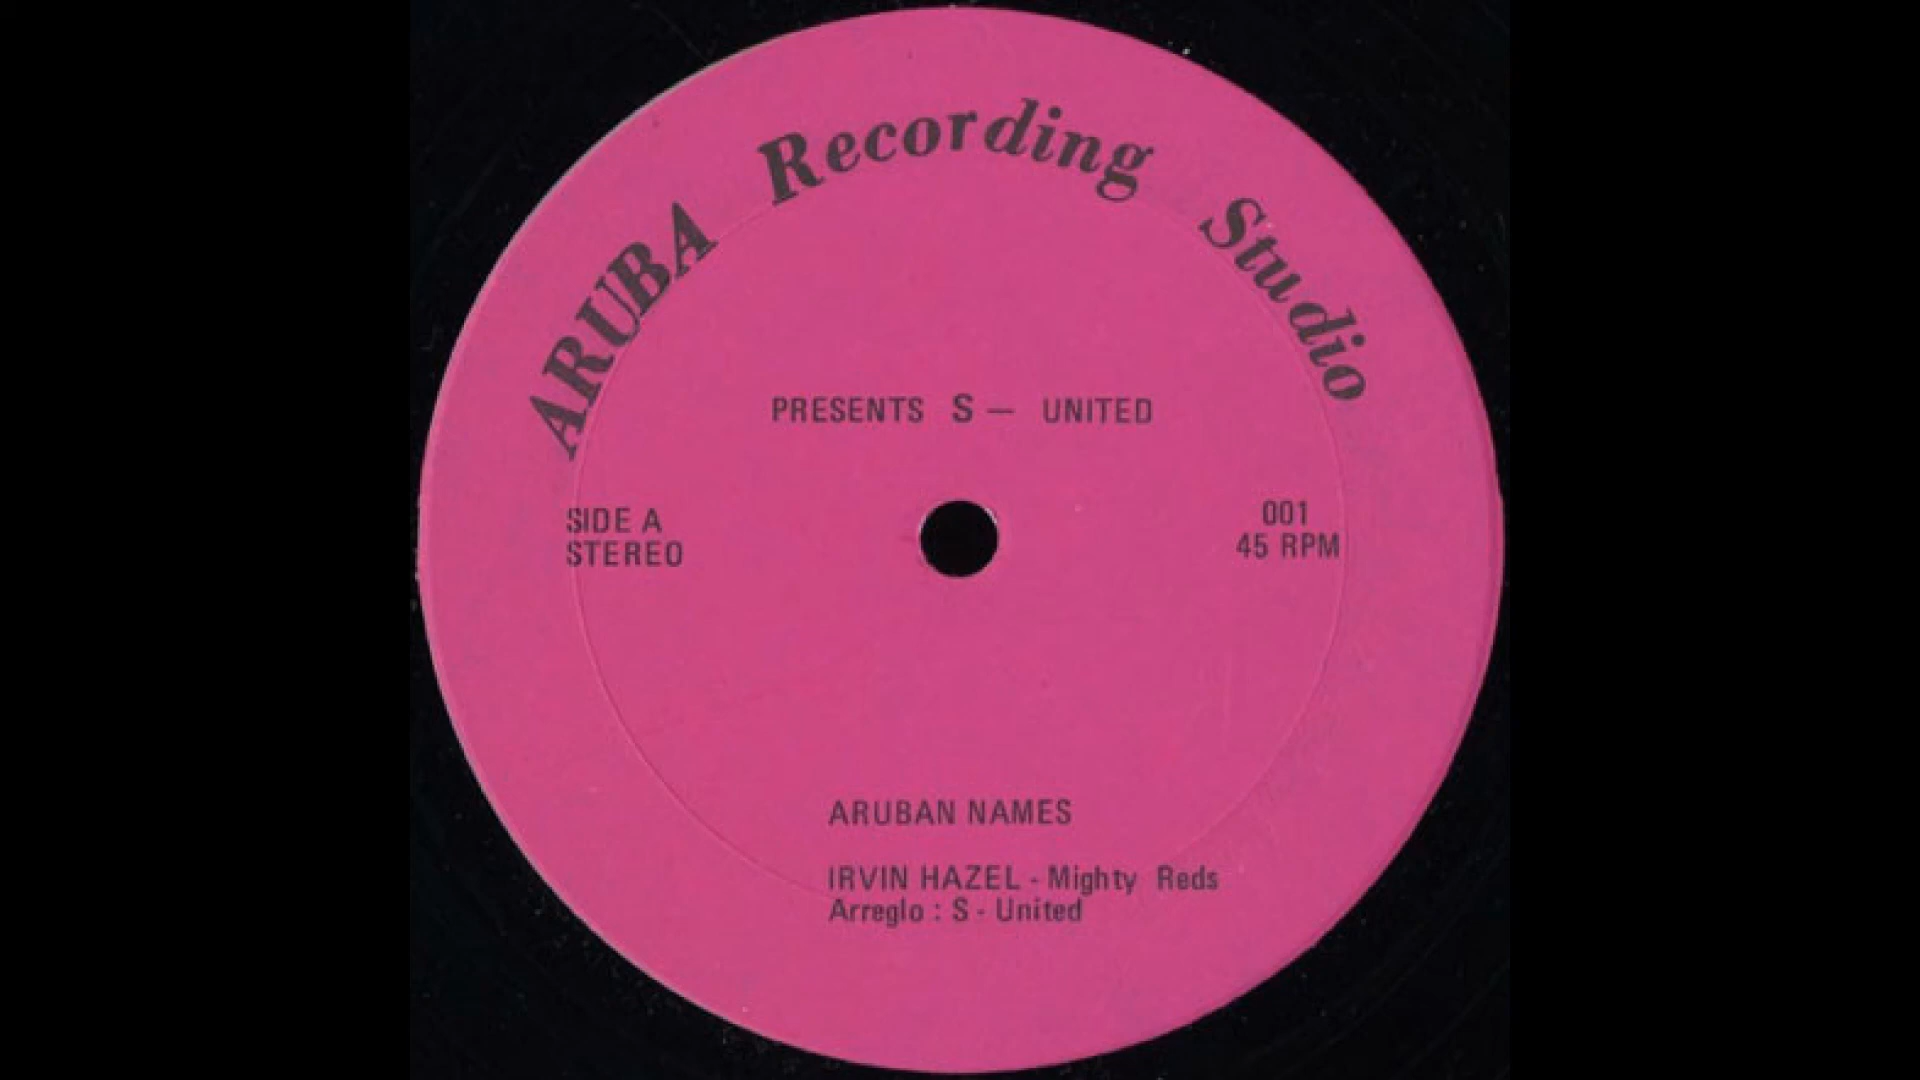 ARUBA Recording Studio
PRESENTS S — UNITED
SIDE A
STEREO
001
45 RPM
ARUBAN NAMES
IRVIN HAZEL - Mighty Reds
Arreglo : S - United